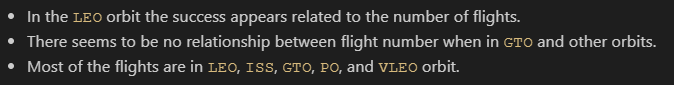 • In the LEO orbit the success appears related to the number of flights.
• There seems to be no relationship between flight number when in GTO and other orbits.
• Most of the flights are in LEO, ISS, GTO, PO, and VLEO orbit.